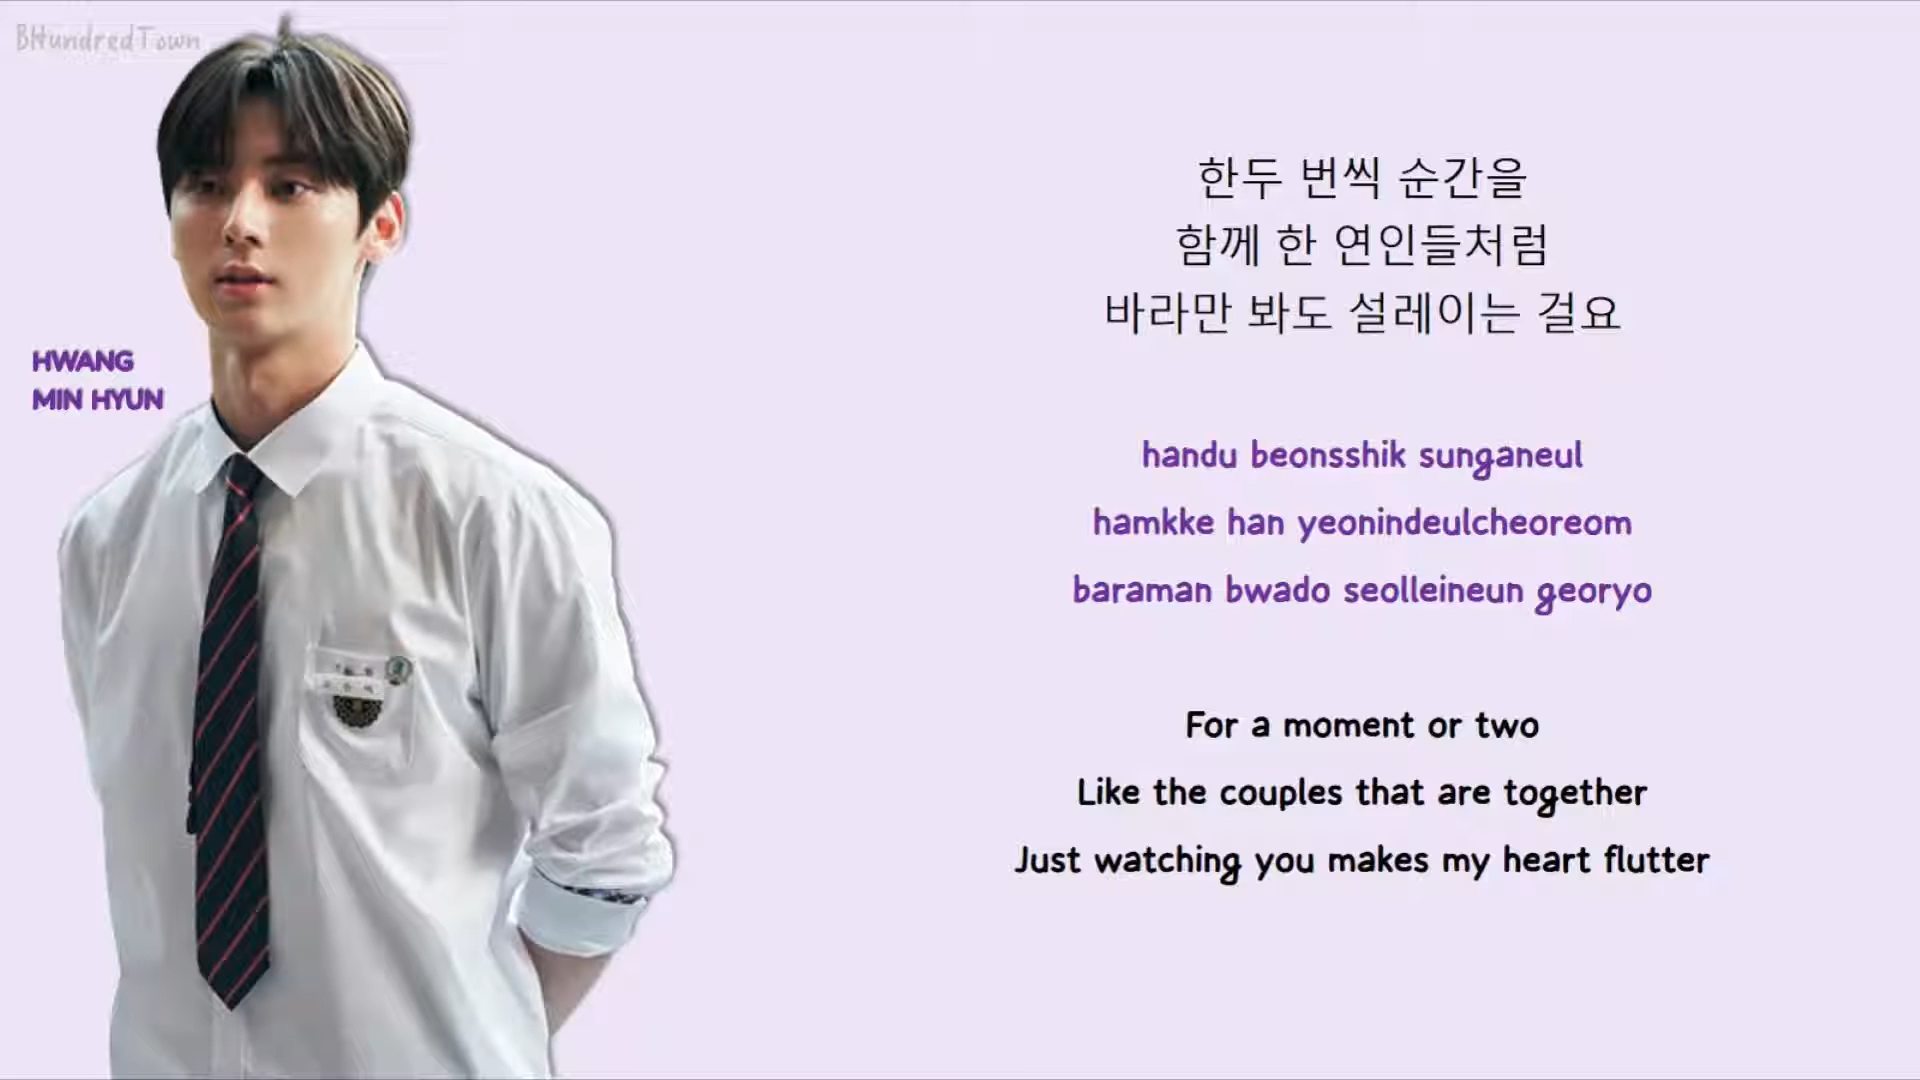 BHundredTown
HWANG
MIN HYUN
한두 번씩 순간을
함께 한 연인들처럼
바라만 봐도 설레이는 걸요
handu beonsshik sunganeul
hamkke han yeonindeulcheoreom
baraman bwado seolleineun georyo
For a moment or two
Like the couples that are together
Just watching you makes my heart flutter